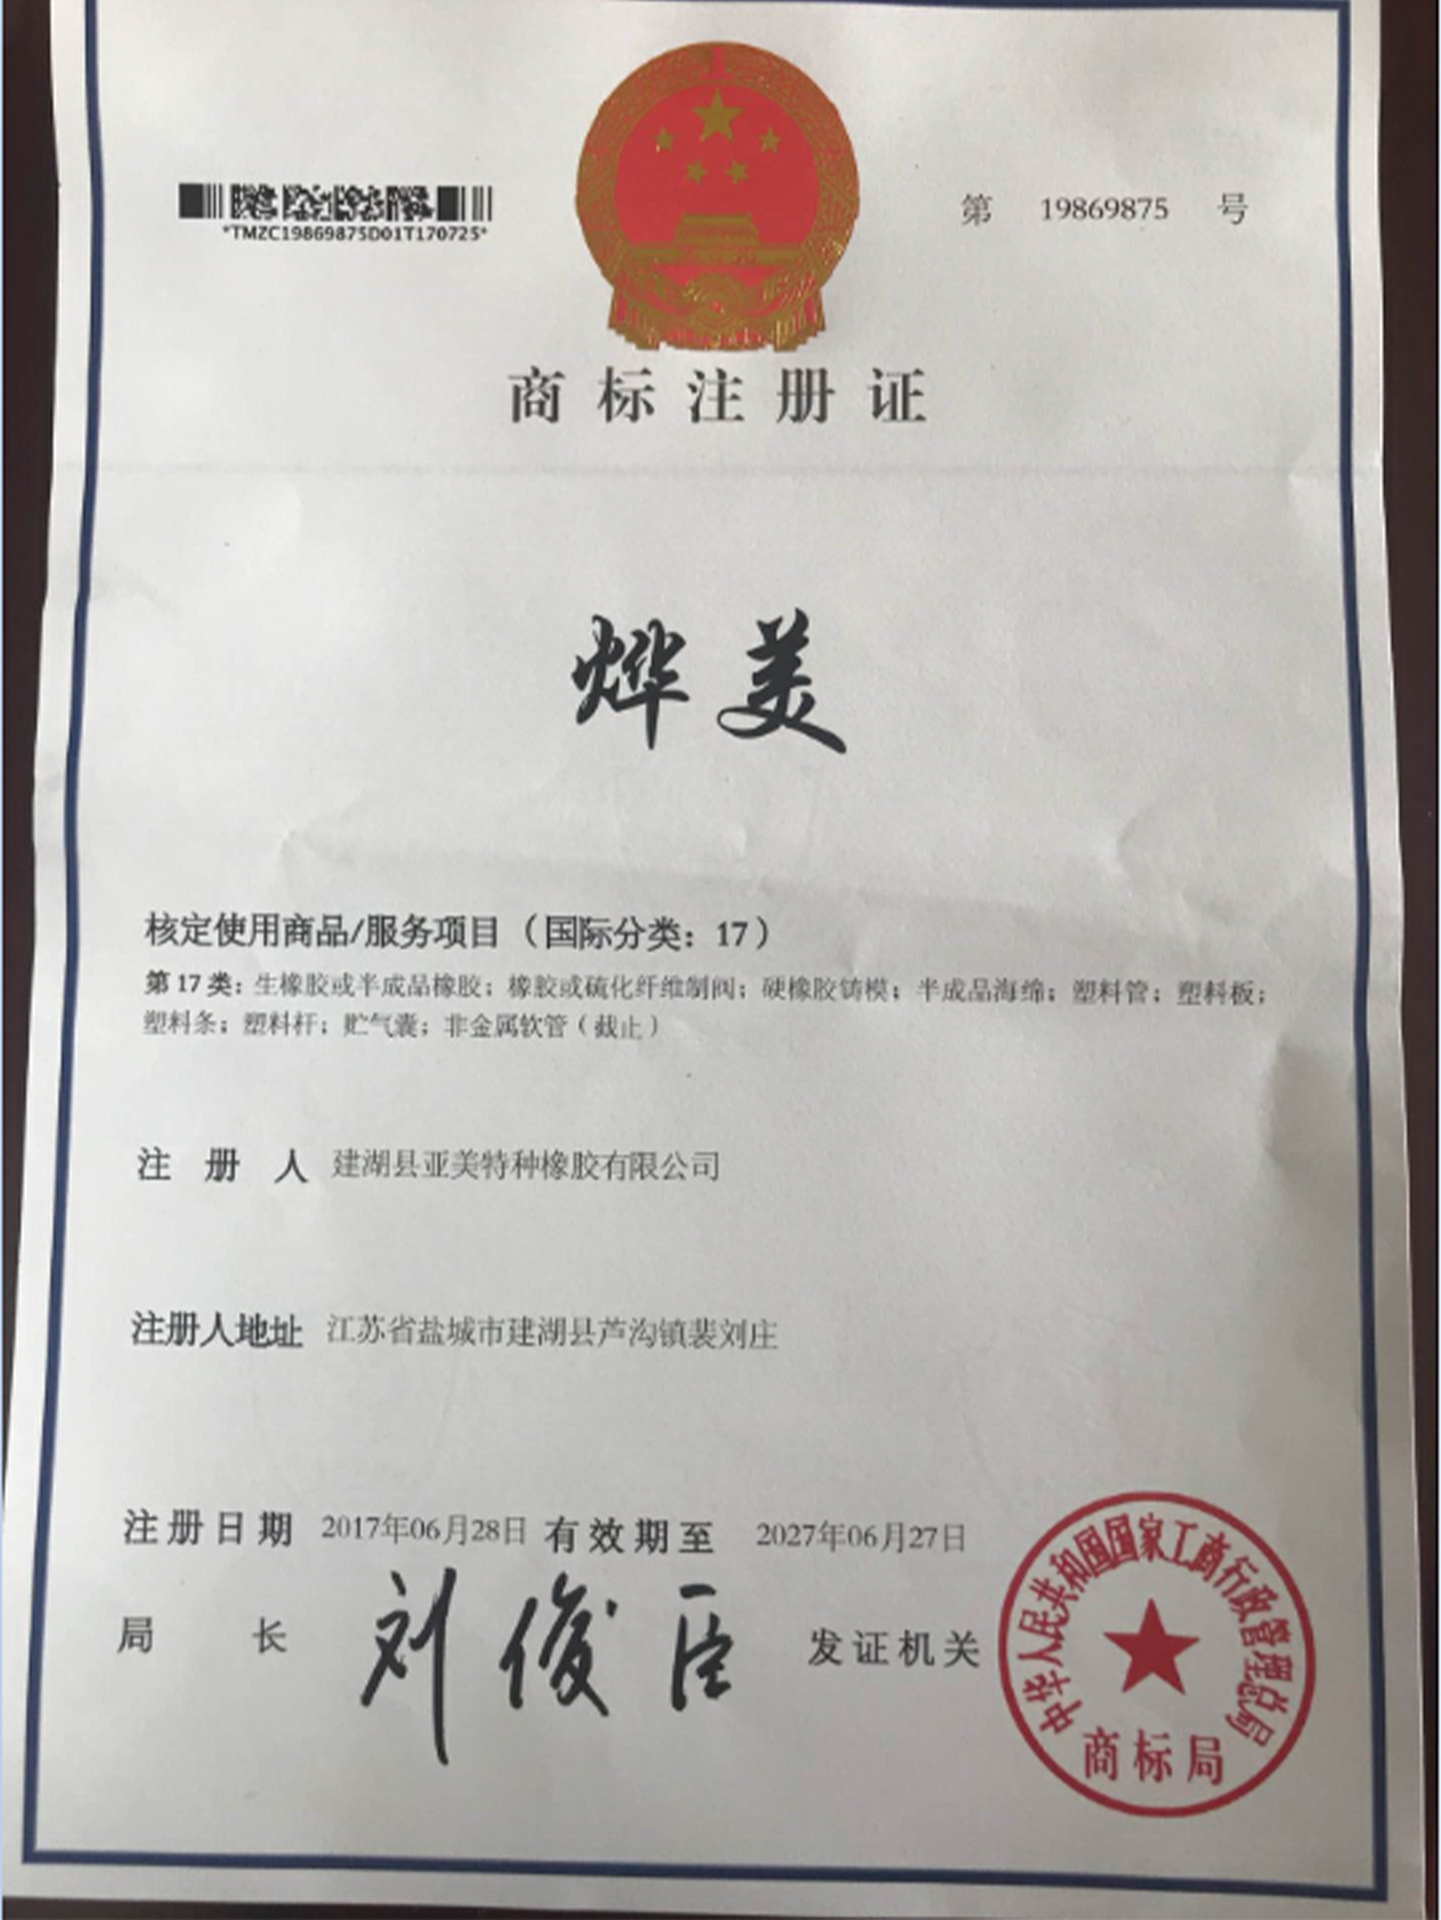 *TMZC19869875D01T170725*
第 19869875 号
商标注册证
烨美
核定使用商品/服务项目（国际分类：17）
第 17 类：生橡胶或半成品橡胶；橡胶或硫化纤维制阀；硬橡胶铸模；半成品海绵；塑料管；塑料板；
塑料条；塑料杆；贮气囊；非金属软管（截止）
注册人 建湖县亚美特种橡胶有限公司
注册人地址 江苏省盐城市建湖县芦沟镇裴刘庄
注册日期 2017年06月28日 有效期至 2027年06月27日
局长 刘俊臣 发证机关
中华人民共和国国家工商行政管理总局
商标局